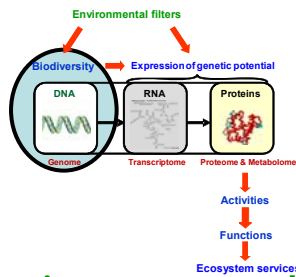 Environmental filters
Biodiversity
Expression of genetic potential
DNA
RNA
Proteins
Genome
Transcriptome
Proteome & Metabolome
Activities
Functions
Ecosystem services